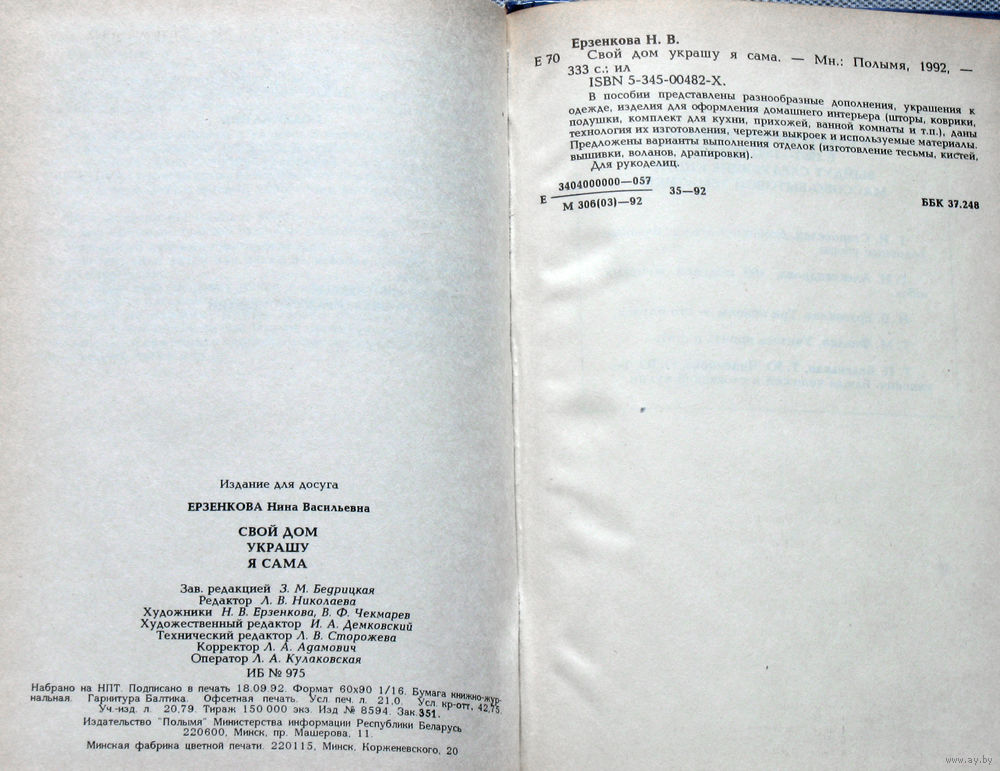 Издание для досуга
ЕРЗЕНКОВА Нина Васильевна
СВОЙ ДОМ
УКРАШУ
Я САМА
Зав. редакцией З. М. Бедрицкая
Редактор Л. В. Николаева
Художники Н. В. Ерзенкова, В. Ф. Чекмарев
Художественный редактор И. А. Демковский
Технический редактор Л. В. Сторожева
Корректор Л. А. Адамович
Оператор Л. А. Кулаковская
ИБ № 975
Набрано на НПТ. Подписано в печать 18.09.92. Формат 60х90 1/16. Бумага книжно-жур-
нальная. Гарнитура Балтика. Офсетная печать. Усл. печ. л. 21,0. Усл. кр-отт. 42,75.
Уч.-изд. л. 20,79. Тираж 150 000 экз. Изд № 8594. Зак.351.
Издательство "Полымя" Министерства информации Республики Беларусь
220600, Минск, пр. Машерова, 11.
Минская фабрика цветной печати. 220115, Минск, Корженевского, 20
Ерзенкова Н. В.
Е 70 Свой дом украшу я сама. — Мн.: Полымя, 1992, —
333 с.: ил
ISBN 5-345-00482-X.
В пособии представлены разнообразные дополнения, украшения к
одежде, изделия для оформления домашнего интерьера (шторы, коврики,
подушки, комплект для кухни, прихожей, ванной комнаты и т.п.), даны
технология их изготовления, чертежи выкроек и используемые материалы.
Предложены варианты выполнения отделок (изготовление тесьмы, кистей,
вышивки, воланов, драпировки).
Для рукоделиц.
3404000000—057
Е 35—92
М 306(03)—92
ББК 37.248
www.ay.by